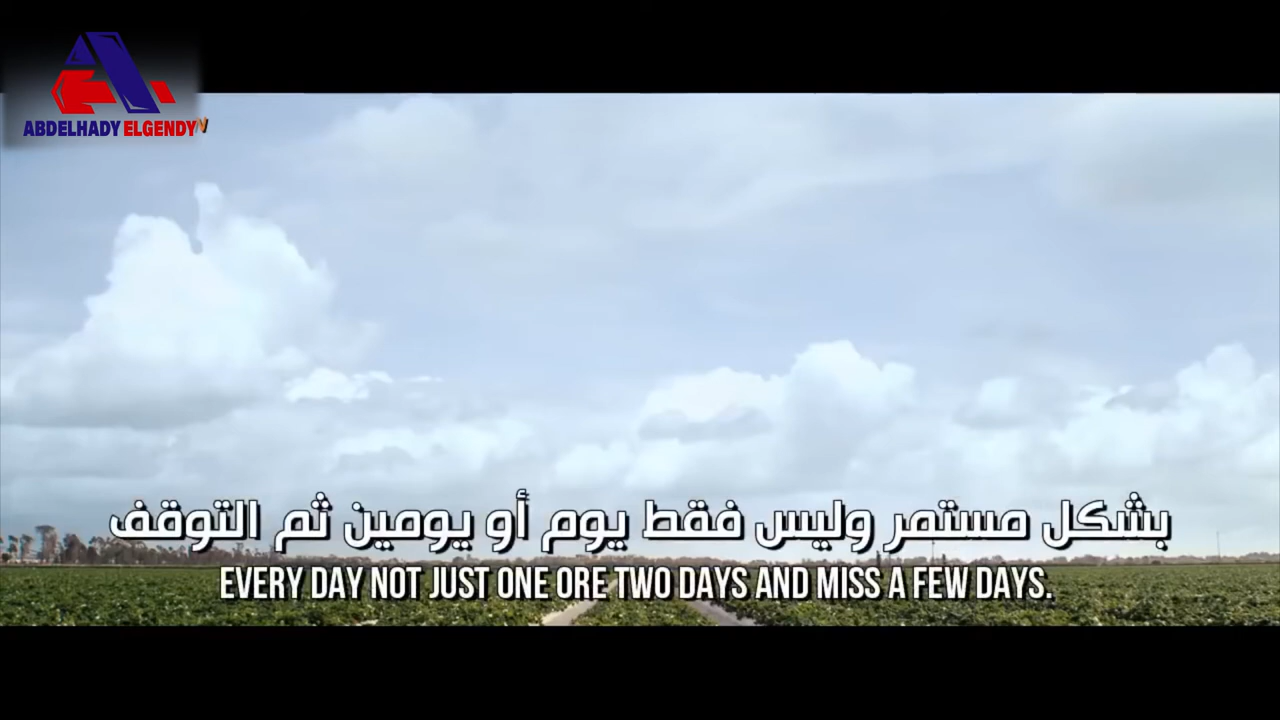 ABDELHADY ELGENDY
بشكل مستمر وليس فقط يوم أو يومين ثم التوقف
EVERY DAY NOT JUST ONE ORE TWO DAYS AND MISS A FEW DAYS.